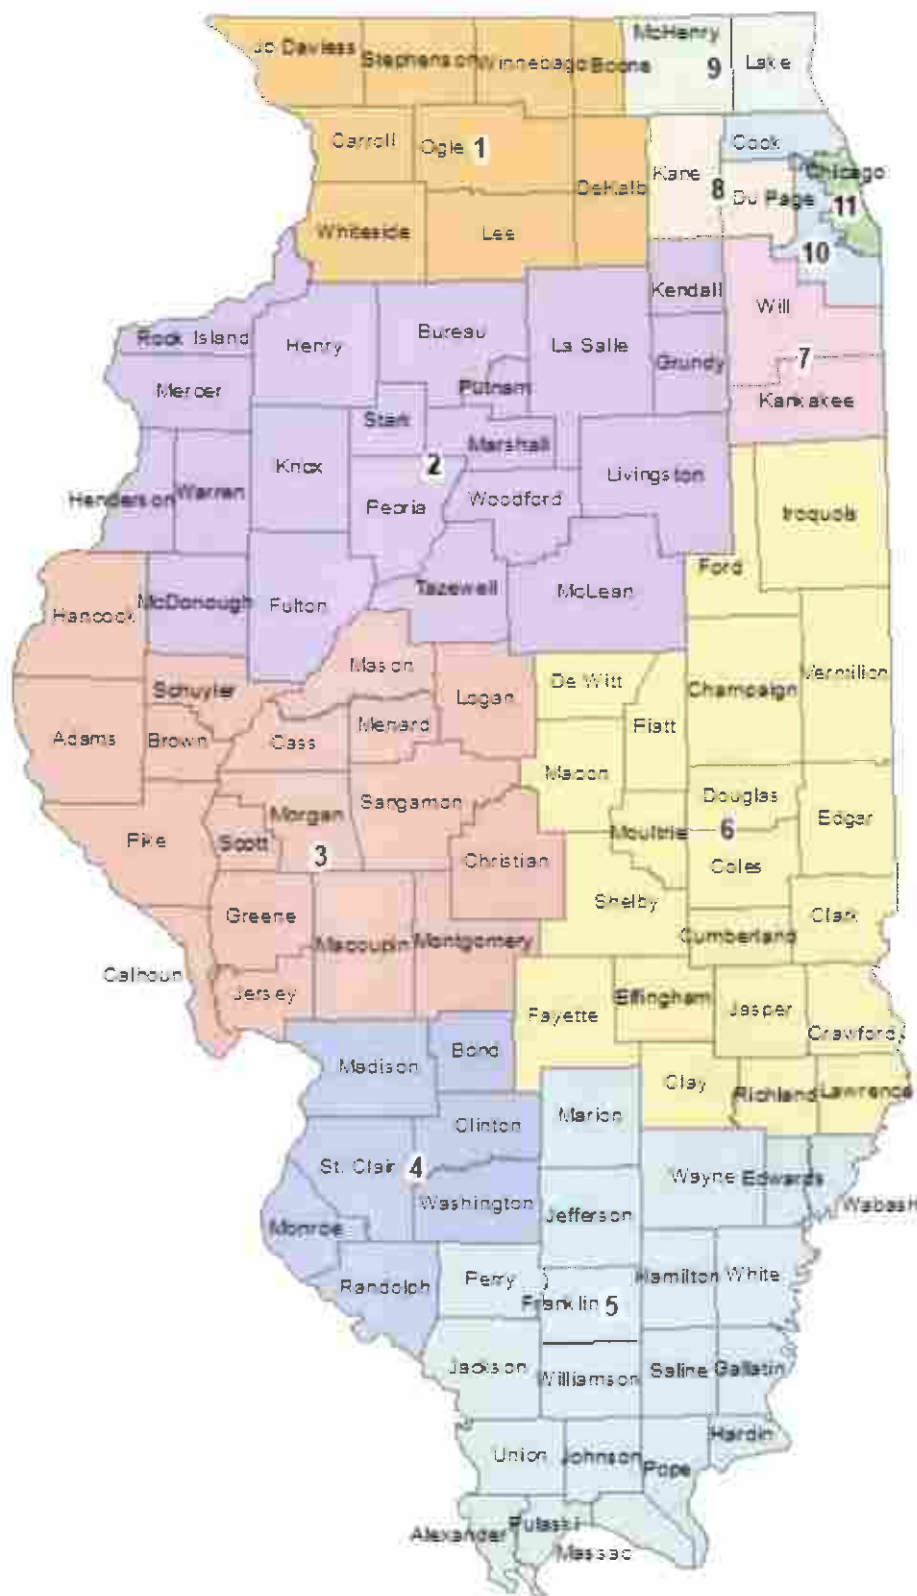 McHenry
Jo Daviess Stephenson Winnebago Boone 9 Lake
Carroll Ogle 1 Cook
Kane Chicago
DeKalb 8 Du Page 11
Whiteside Lee
10
Kendall Will
Rock Island Henry Bureau La Salle
Grundy 7
Mercer Putnam Kankakee
Stark
Marshall
Knox 2 Livingston
Henderson Warren Peoria Woodford Iroquois
Ford
McDonough Fulton Tazewell McLean
Hancock
Mason
Schuyler Logan De Witt Champaign Vermilion
Adams Brown Menard Piatt
Cass Macon
Sangamon Douglas
Morgan Edgar
Pike Scott 3 Moultrie 6
Christian Coles
Greene Shelby Clark
Macoupin Montgomery Cumberland
Calhoun
Jersey Effingham
Fayette Jasper Crawford
Madison Bond
Clay Richland Lawrence
Clinton Marion
St. Clair 4 Wayne Edwards
Washington Jefferson Wabash
Monroe
Randolph Perry Hamilton White
Franklin 5
Jackson Williamson Saline Gallatin
Hardin
Union Johnson Pope
Alexander Pulaski
Massac